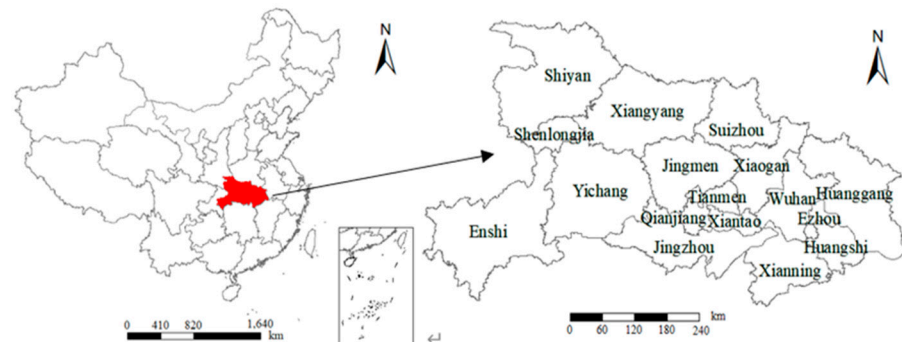 N
N
Shiyan
Xiangyang
Shenlongjia
Suizhou
Jingmen
Xiaogan
Yichang
Tianmen
Wuhan
Huanggang
Qianjiang
Xiantao
Ezhou
Enshi
Jingzhou
Huangshi
Xianning
0 410 820 1,640
km
0 60 120 180 240
km